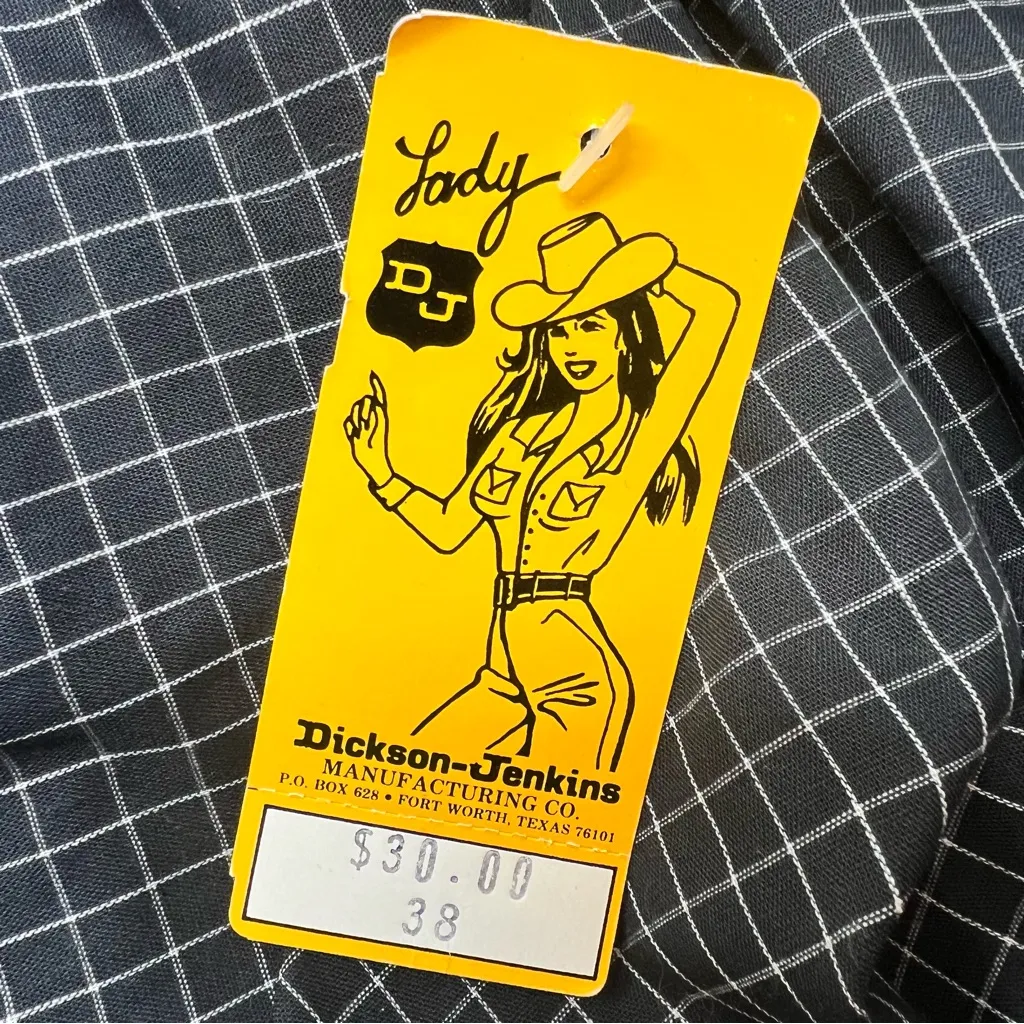 Lady
DJ
Dickson-Jenkins
MANUFACTURING CO.
P.O. BOX 628 • FORT WORTH, TEXAS 76101
$30.00
38